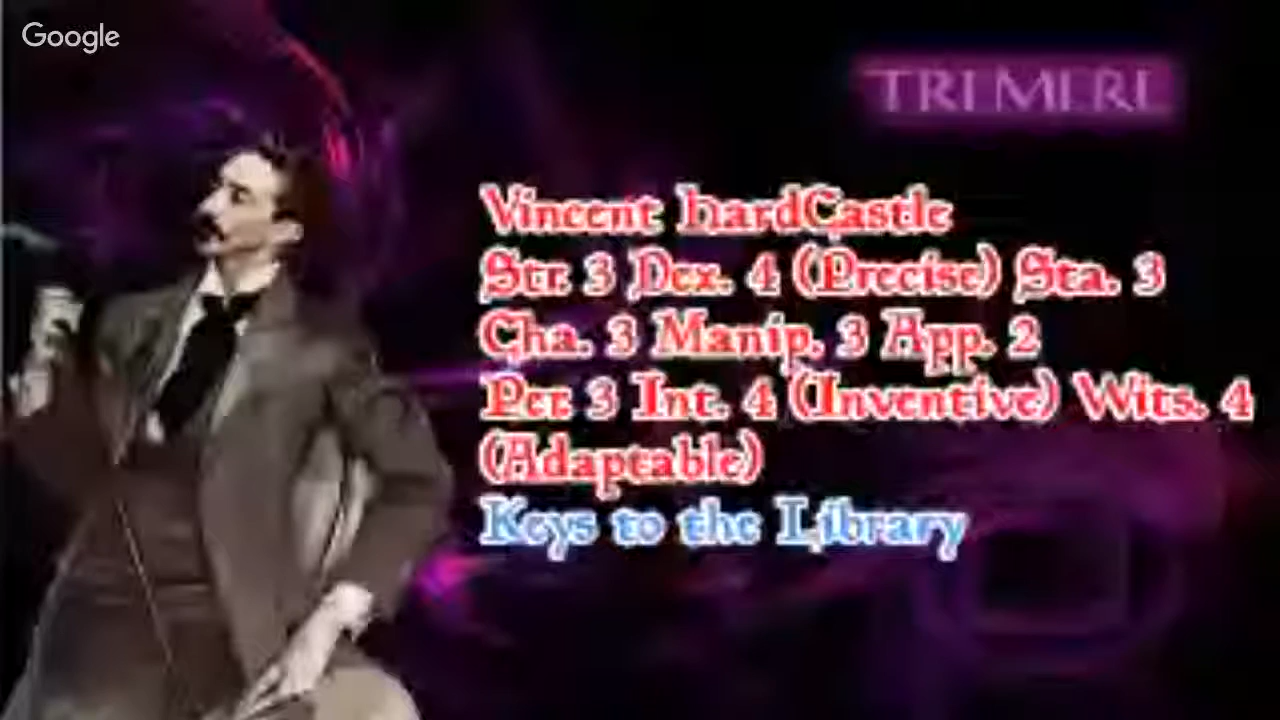 Google
TREMERE
Vincent hardCastle
Str. 3 Dex. 4 (Precise) Sta. 3
Cha. 3 Manip. 3 App. 2
Per. 3 Int. 4 (Inventive) Wits. 4
(Adaptable)
Keys to the Library